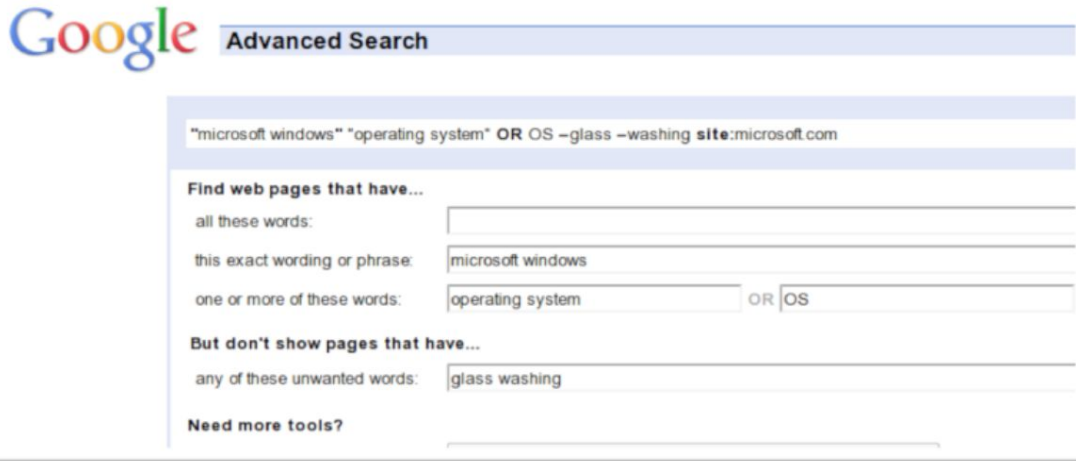 Google Advanced Search
"microsoft windows" "operating system" OR OS –glass –washing site:microsoft.com
Find web pages that have...
all these words:
this exact wording or phrase: microsoft windows
one or more of these words: operating system OR OS
But don't show pages that have...
any of these unwanted words: glass washing
Need more tools?